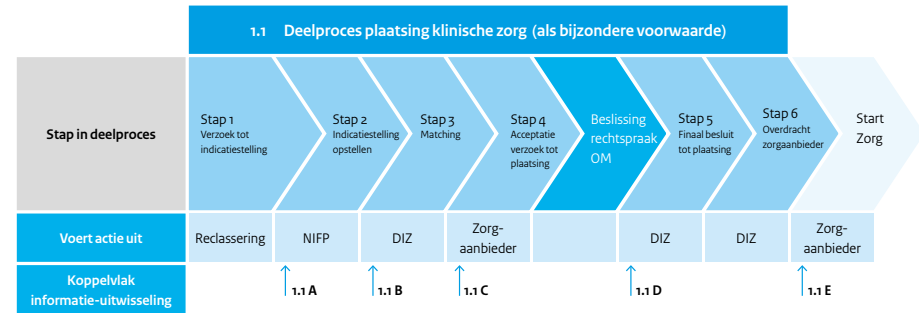 1.1 Deelproces plaatsing klinische zorg (als bijzondere voorwaarde)
Stap in deelproces
Stap 1
Verzoek tot
indicatiestelling
Stap 2
Indicatiestelling
opstellen
Stap 3
Matching
Stap 4
Acceptatie
verzoek tot
plaatsing
Beslissing
rechtspraak
OM
Stap 5
Finaal besluit
tot plaatsing
Stap 6
Overdracht
zorgaanbieder
Start
Zorg
Voert actie uit
Reclassering
NIFP
DIZ
Zorg-
aanbieder
DIZ
DIZ
Zorg-
aanbieder
Koppelvlak
informatie-uitwisseling
1.1 A
1.1 B
1.1 C
1.1 D
1.1 E